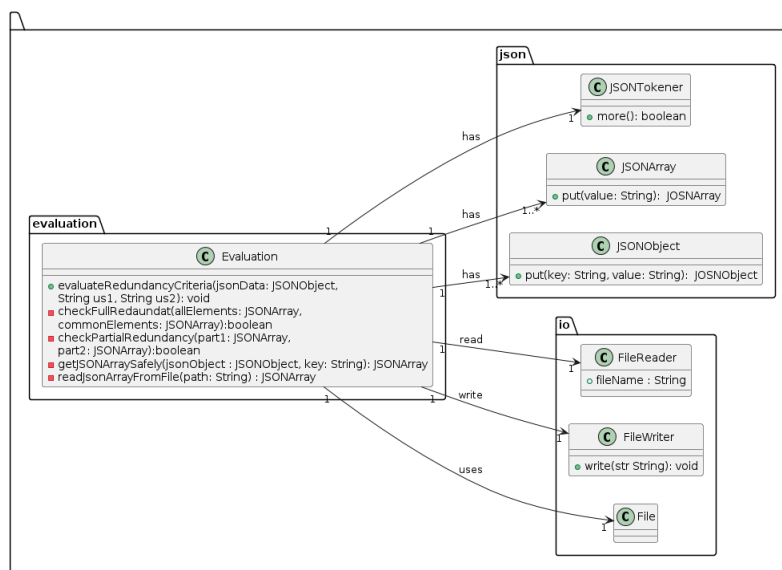 json
C JSONTokener
more(): boolean
1
has
C JSONArray
put(value: String): JOSNArray
1..*
has
1
1
evaluation
C Evaluation
evaluateRedundancyCriteria(jsonData: JSONObject,
String us1, String us2): void
checkFullRedaundat(allElements: JSONArray,
commonElements: JSONArray):boolean
checkPartialRedundancy(part1: JSONArray,
part2: JSONArray):boolean
getJSONArraySafely(jsonObject : JSONObject, key: String): JSONArray
readJsonArrayFromFile(path: String) : JSONArray
C JSONObject
put(key: String, value: String): JOSNObject
has
1
1..*
io
read
1
C FileReader
fileName : String
1
write
1
C FileWriter
write(str String): void
1
uses
1
C File
1